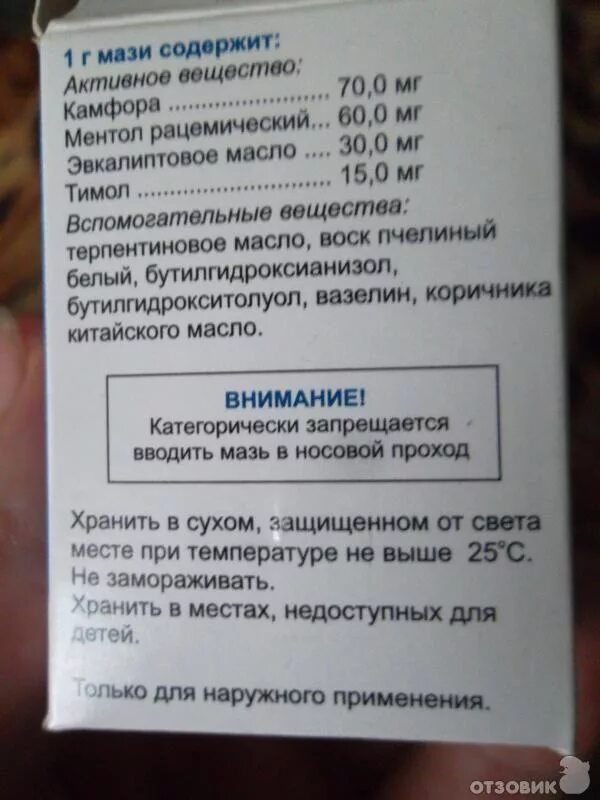 1 г мази содержит:
Активное вещество:
Камфора ........................ 70,0 мг
Ментол рацемический... 60,0 мг
Эвкалиптовое масло .... 30,0 мг
Тимол ............................. 15,0 мг
Вспомогательные вещества:
терпентиновое масло, воск пчелиный
белый, бутилгидроксианизол,
бутилгидрокситолуол, вазелин, коричника
китайского масло.
ВНИМАНИЕ!
Категорически запрещается
вводить мазь в носовой проход
Хранить в сухом, защищенном от света
месте при температуре не выше 25°С.
Не замораживать.
Хранить в местах, недоступных для
детей.
Только для наружного применения.
ОТЗОВИК